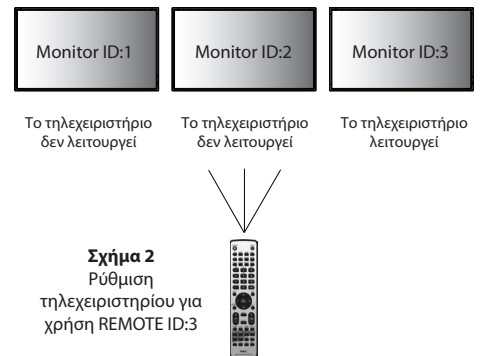 Monitor ID:1
Monitor ID:2
Monitor ID:3
Το τηλεχειριστήριο
δεν λειτουργεί
Το τηλεχειριστήριο
δεν λειτουργεί
Το τηλεχειριστήριο
λειτουργεί
Σχήμα 2
Ρύθμιση
τηλεχειριστηρίου για
χρήση REMOTE ID:3